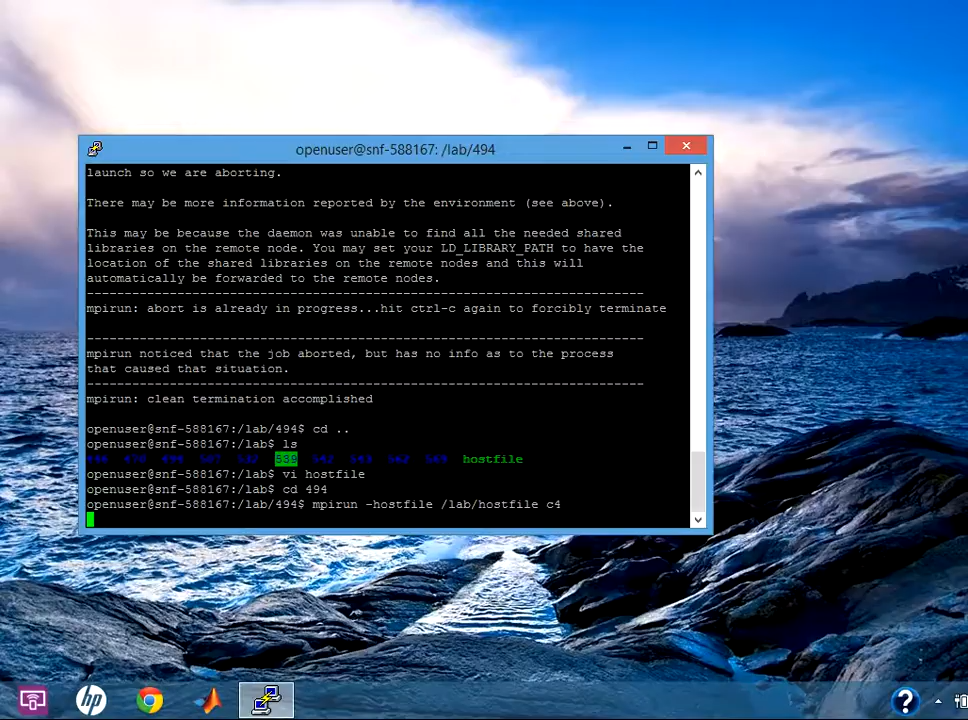 openuser@snf-588167: /lab/494
launch so we are aborting.
There may be more information reported by the environment (see above).
This may be because the daemon was unable to find all the needed shared
libraries on the remote node. You may set your LD_LIBRARY_PATH to have the
location of the shared libraries on the remote nodes and this will
automatically be forwarded to the remote nodes.
--------------------------------------------------------------------------
mpirun: abort is already in progress...hit ctrl-c again to forcibly terminate
--------------------------------------------------------------------------
mpirun noticed that the job aborted, but has no info as to the process
that caused that situation.
--------------------------------------------------------------------------
mpirun: clean termination accomplished
openuser@snf-588167:/lab/494$ cd ..
openuser@snf-588167:/lab$ ls
539 hostfile
openuser@snf-588167:/lab$ vi hostfile
openuser@snf-588167:/lab$ cd 494
openuser@snf-588167:/lab/494$ mpirun -hostfile /lab/hostfile c4
hp
?